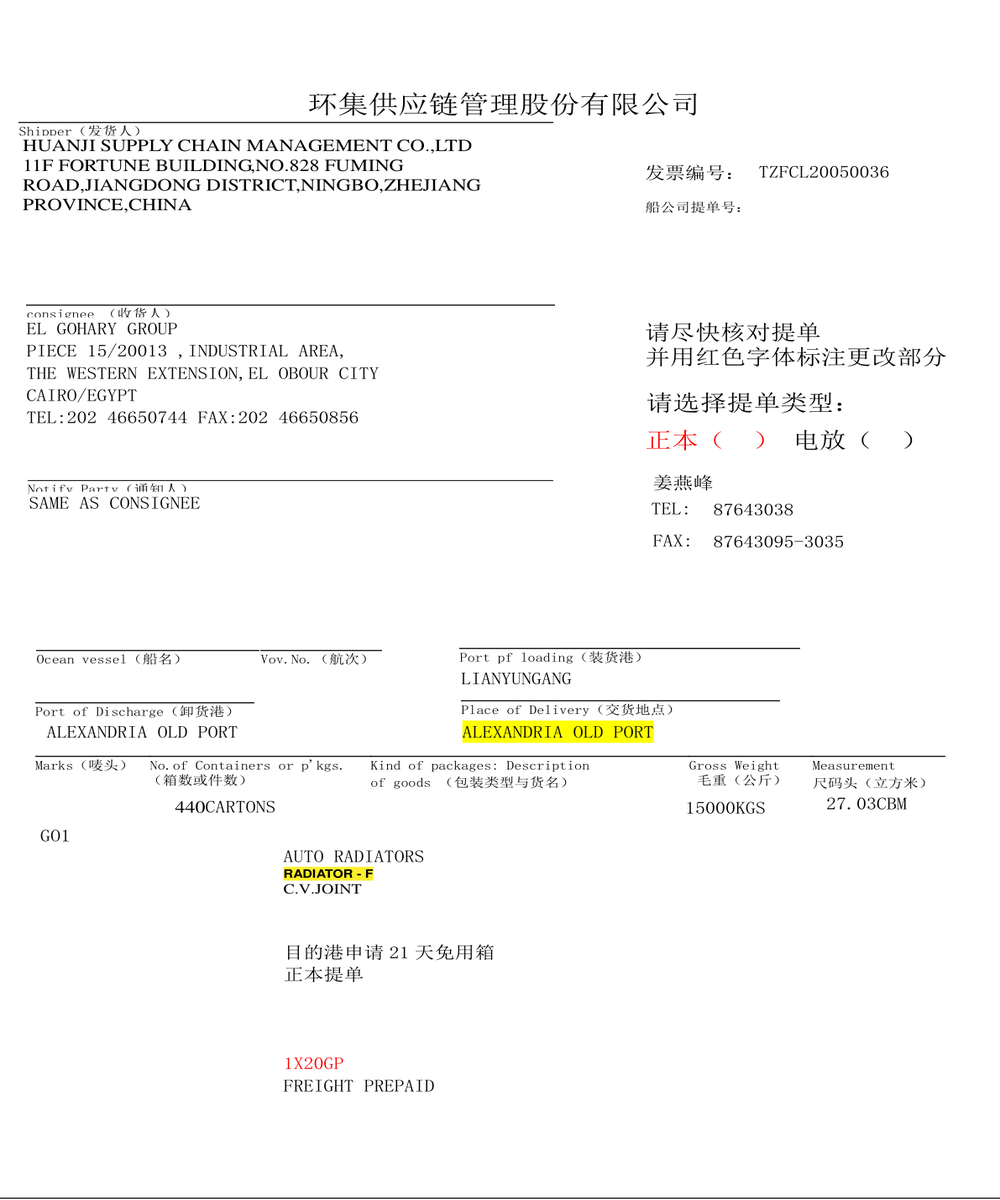 环集供应链管理股份有限公司
Shipper（发货人）
HUANJI SUPPLY CHAIN MANAGEMENT CO.,LTD
11F FORTUNE BUILDING,NO.828 FUMING
ROAD,JIANGDONG DISTRICT,NINGBO,ZHEJIANG
PROVINCE,CHINA
发票编号： TZFCL20050036
船公司提单号：
consignee （收货人）
EL GOHARY GROUP
PIECE 15/20013 ,INDUSTRIAL AREA,
THE WESTERN EXTENSION,EL OBOUR CITY
CAIRO/EGYPT
TEL:202 46650744 FAX:202 46650856
请尽快核对提单
并用红色字体标注更改部分
请选择提单类型：
正本（ ） 电放（ ）
姜燕峰
TEL: 87643038
FAX: 87643095-3035
Notify Party（通知人）
SAME AS CONSIGNEE
Ocean vessel（船名） Vov.No.（航次） Port pf loading（装货港）
LIANYUNGANG
Port of Discharge（卸货港） Place of Delivery（交货地点）
ALEXANDRIA OLD PORT ALEXANDRIA OLD PORT
Marks（唛头） No.of Containers or p'kgs. Kind of packages: Description Gross Weight Measurement
（箱数或件数） of goods （包装类型与货名） 毛重（公斤） 尺码头（立方米）
440CARTONS 15000KGS 27.03CBM
GO1
AUTO RADIATORS
RADIATOR - F
C.V.JOINT
目的港申请 21 天免用箱
正本提单
1X20GP
FREIGHT PREPAID